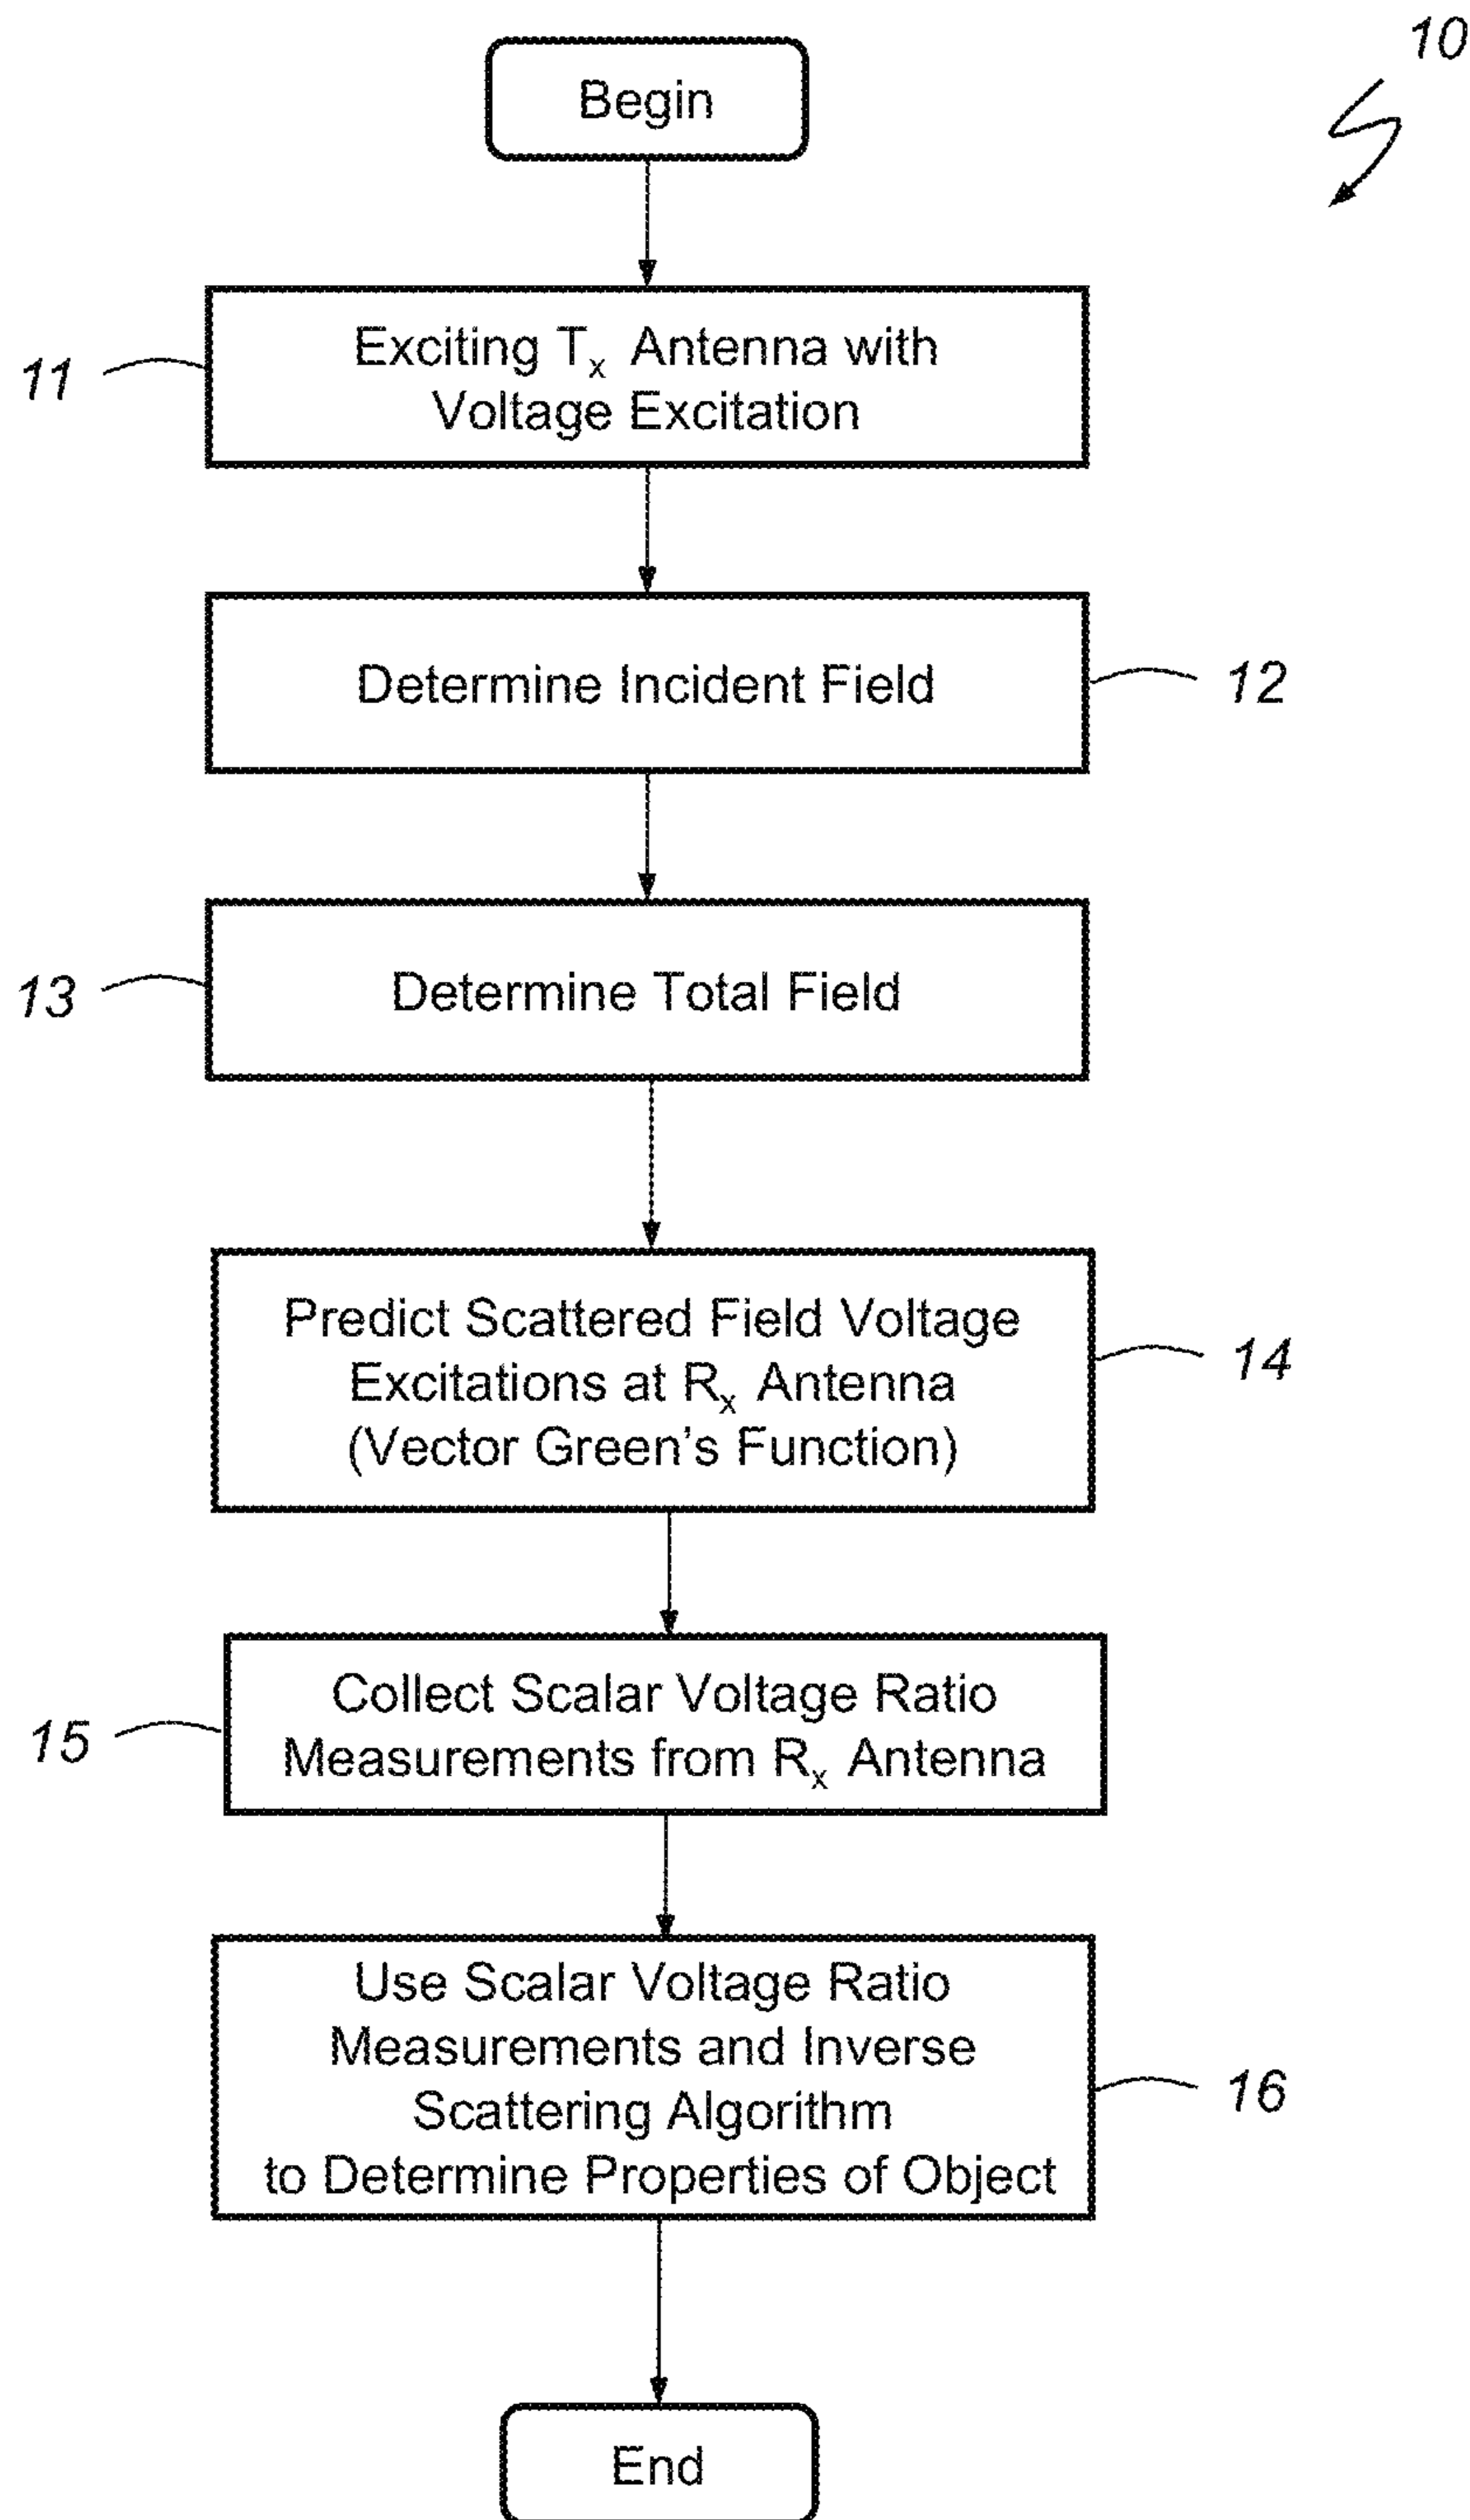 10
Begin
11
Exciting Tx Antenna with
Voltage Excitation
Determine Incident Field
12
13
Determine Total Field
Predict Scattered Field Voltage
Excitations at Rx Antenna
(Vector Green's Function)
14
15
Collect Scalar Voltage Ratio
Measurements from Rx Antenna
Use Scalar Voltage Ratio
Measurements and Inverse
Scattering Algorithm
to Determine Properties of Object
16
End